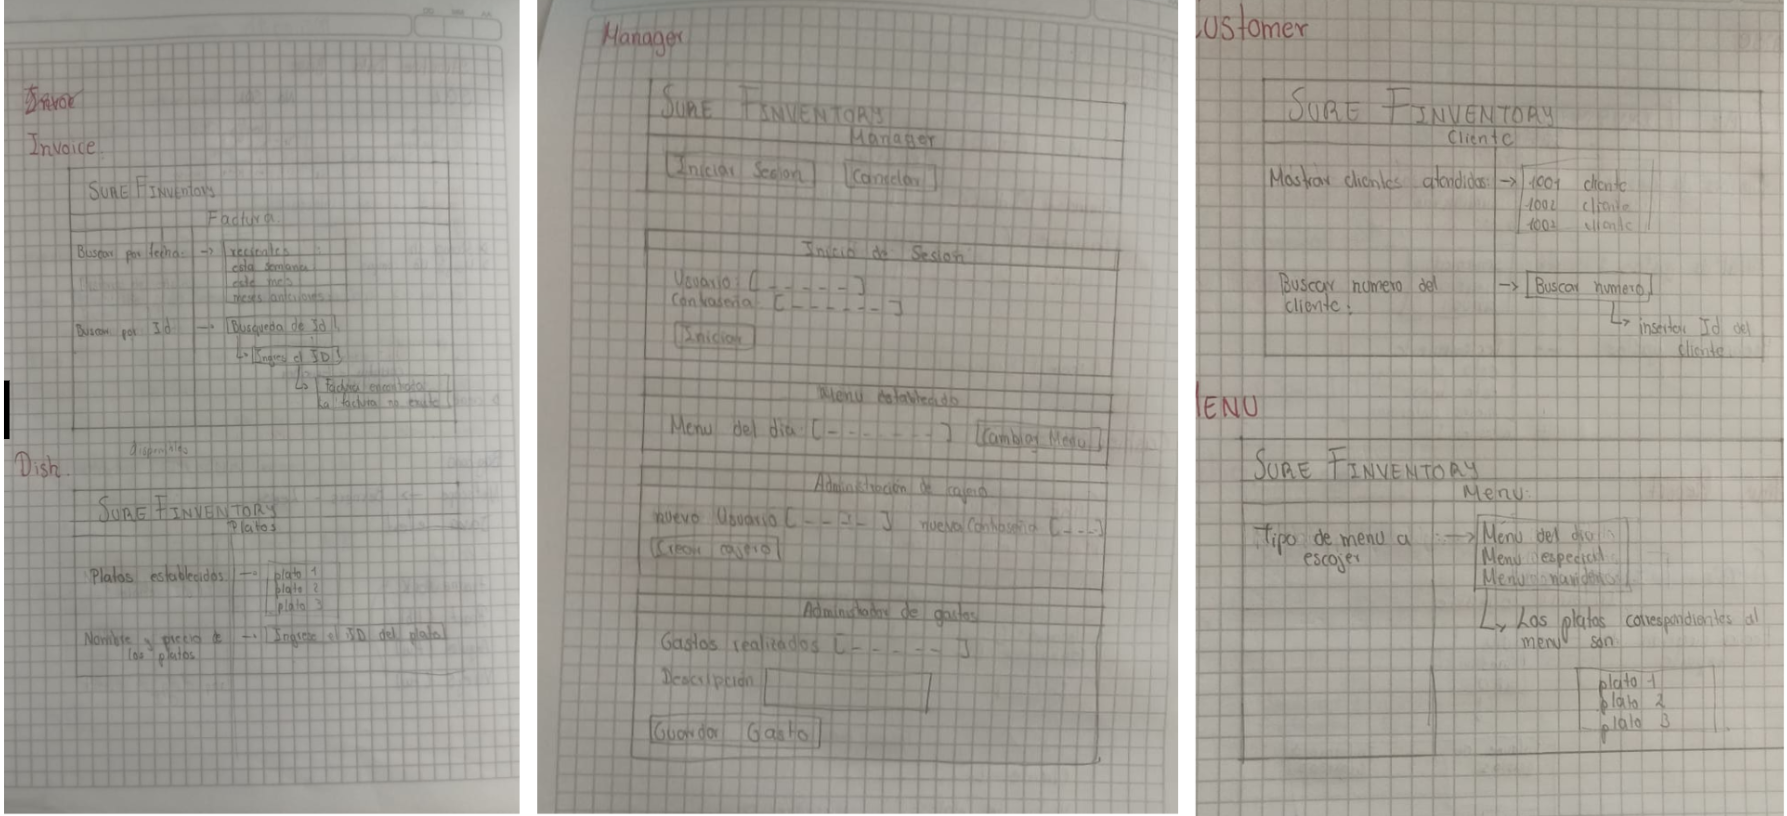 Invoice
SURE FINVENTORY
Factura
Buscar por fecha: → recientes
esta semana
este mes
meses anteriores
Buscar por Id → Busqueda de Id
Ingrese el ID
Factura encontrada
La factura no existe
disponibles
Dish.
SURE FINVENTORY
Platos
Platos establecidos → plato 1
plato 2
plato 3
Nombre y precio de → Ingrese el ID del plato
los platos
Manager
SURE FINVENTORY
Manager
Iniciar Sesion Cancelar
Inicio de Sesion
Usuario: [ - - - - - ]
Contraseña: [ - - - - - - ]
Iniciar
Menu establecido
Menu del dia [ - - - - - - - ] Cambiar Menu
Administración de cajero
nuevo Usuario [ - - - - ] nueva Contraseña [ - - - ]
Crear cajero
Administrador de gastos
Gastos realizados [ - - - - - ]
Descripcion
Guardar Gasto
ustomer
SURE FINVENTORY
Cliente
Mostrar clientes atendidos: → 1001 cliente
1002 cliente
1003 cliente
Buscar numero del → Buscar numero
cliente:
insertar Id del
cliente
ENU
SURE FINVENTORY
Menu
Tipo de menu a → Menu del dia
escojer Menu especial
Menu navideño
Los platos correspondientes al
menu son
plato 1
plato 2
plato 3